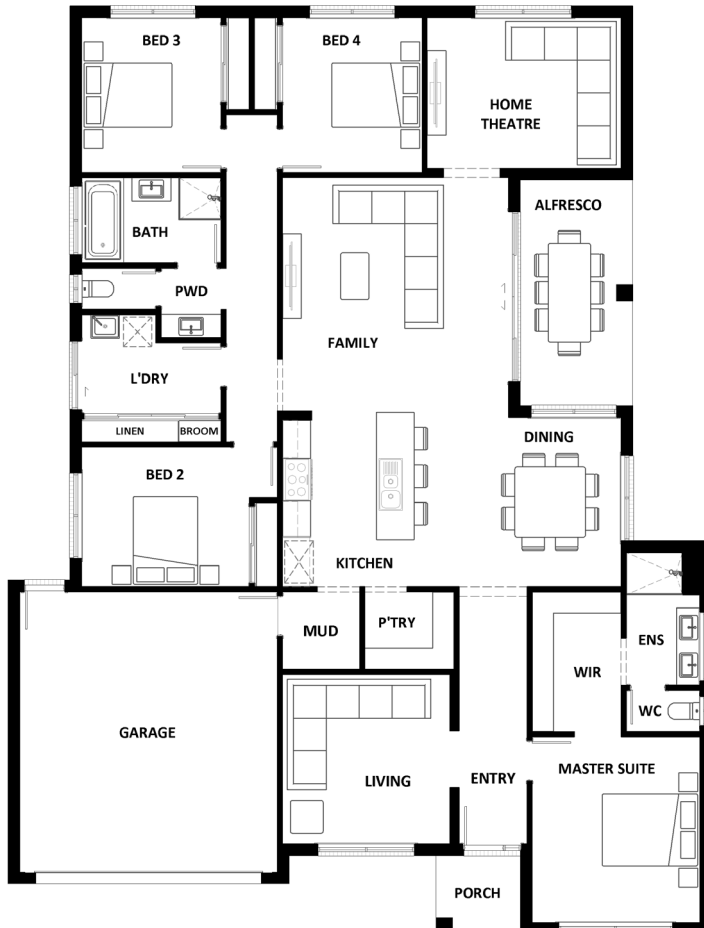 BED 3
BED 4
HOME
THEATRE
ALFRESCO
BATH
PWD
FAMILY
L'DRY
LINEN
BROOM
DINING
BED 2
KITCHEN
MUD
P'TRY
ENS
WIR
WC
GARAGE
LIVING
ENTRY
MASTER SUITE
PORCH